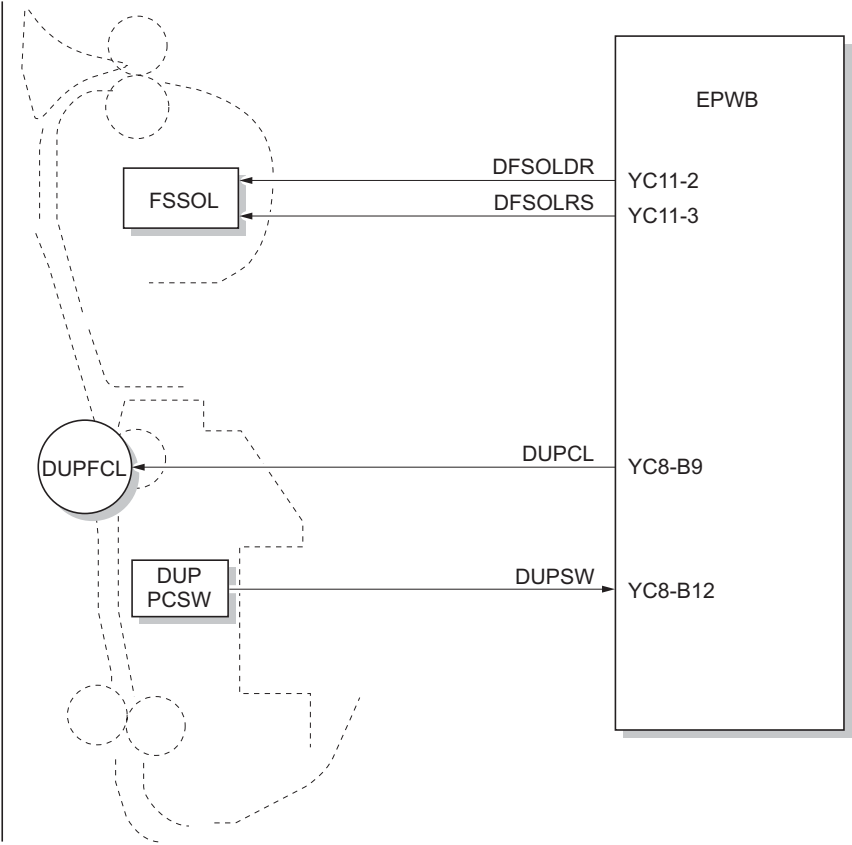 EPWB
DFSOLDR
YC11-2
FSSOL
DFSOLRS
YC11-3
DUPCL
DUPFCL
YC8-B9
DUP
PCSW
DUPSW
YC8-B12